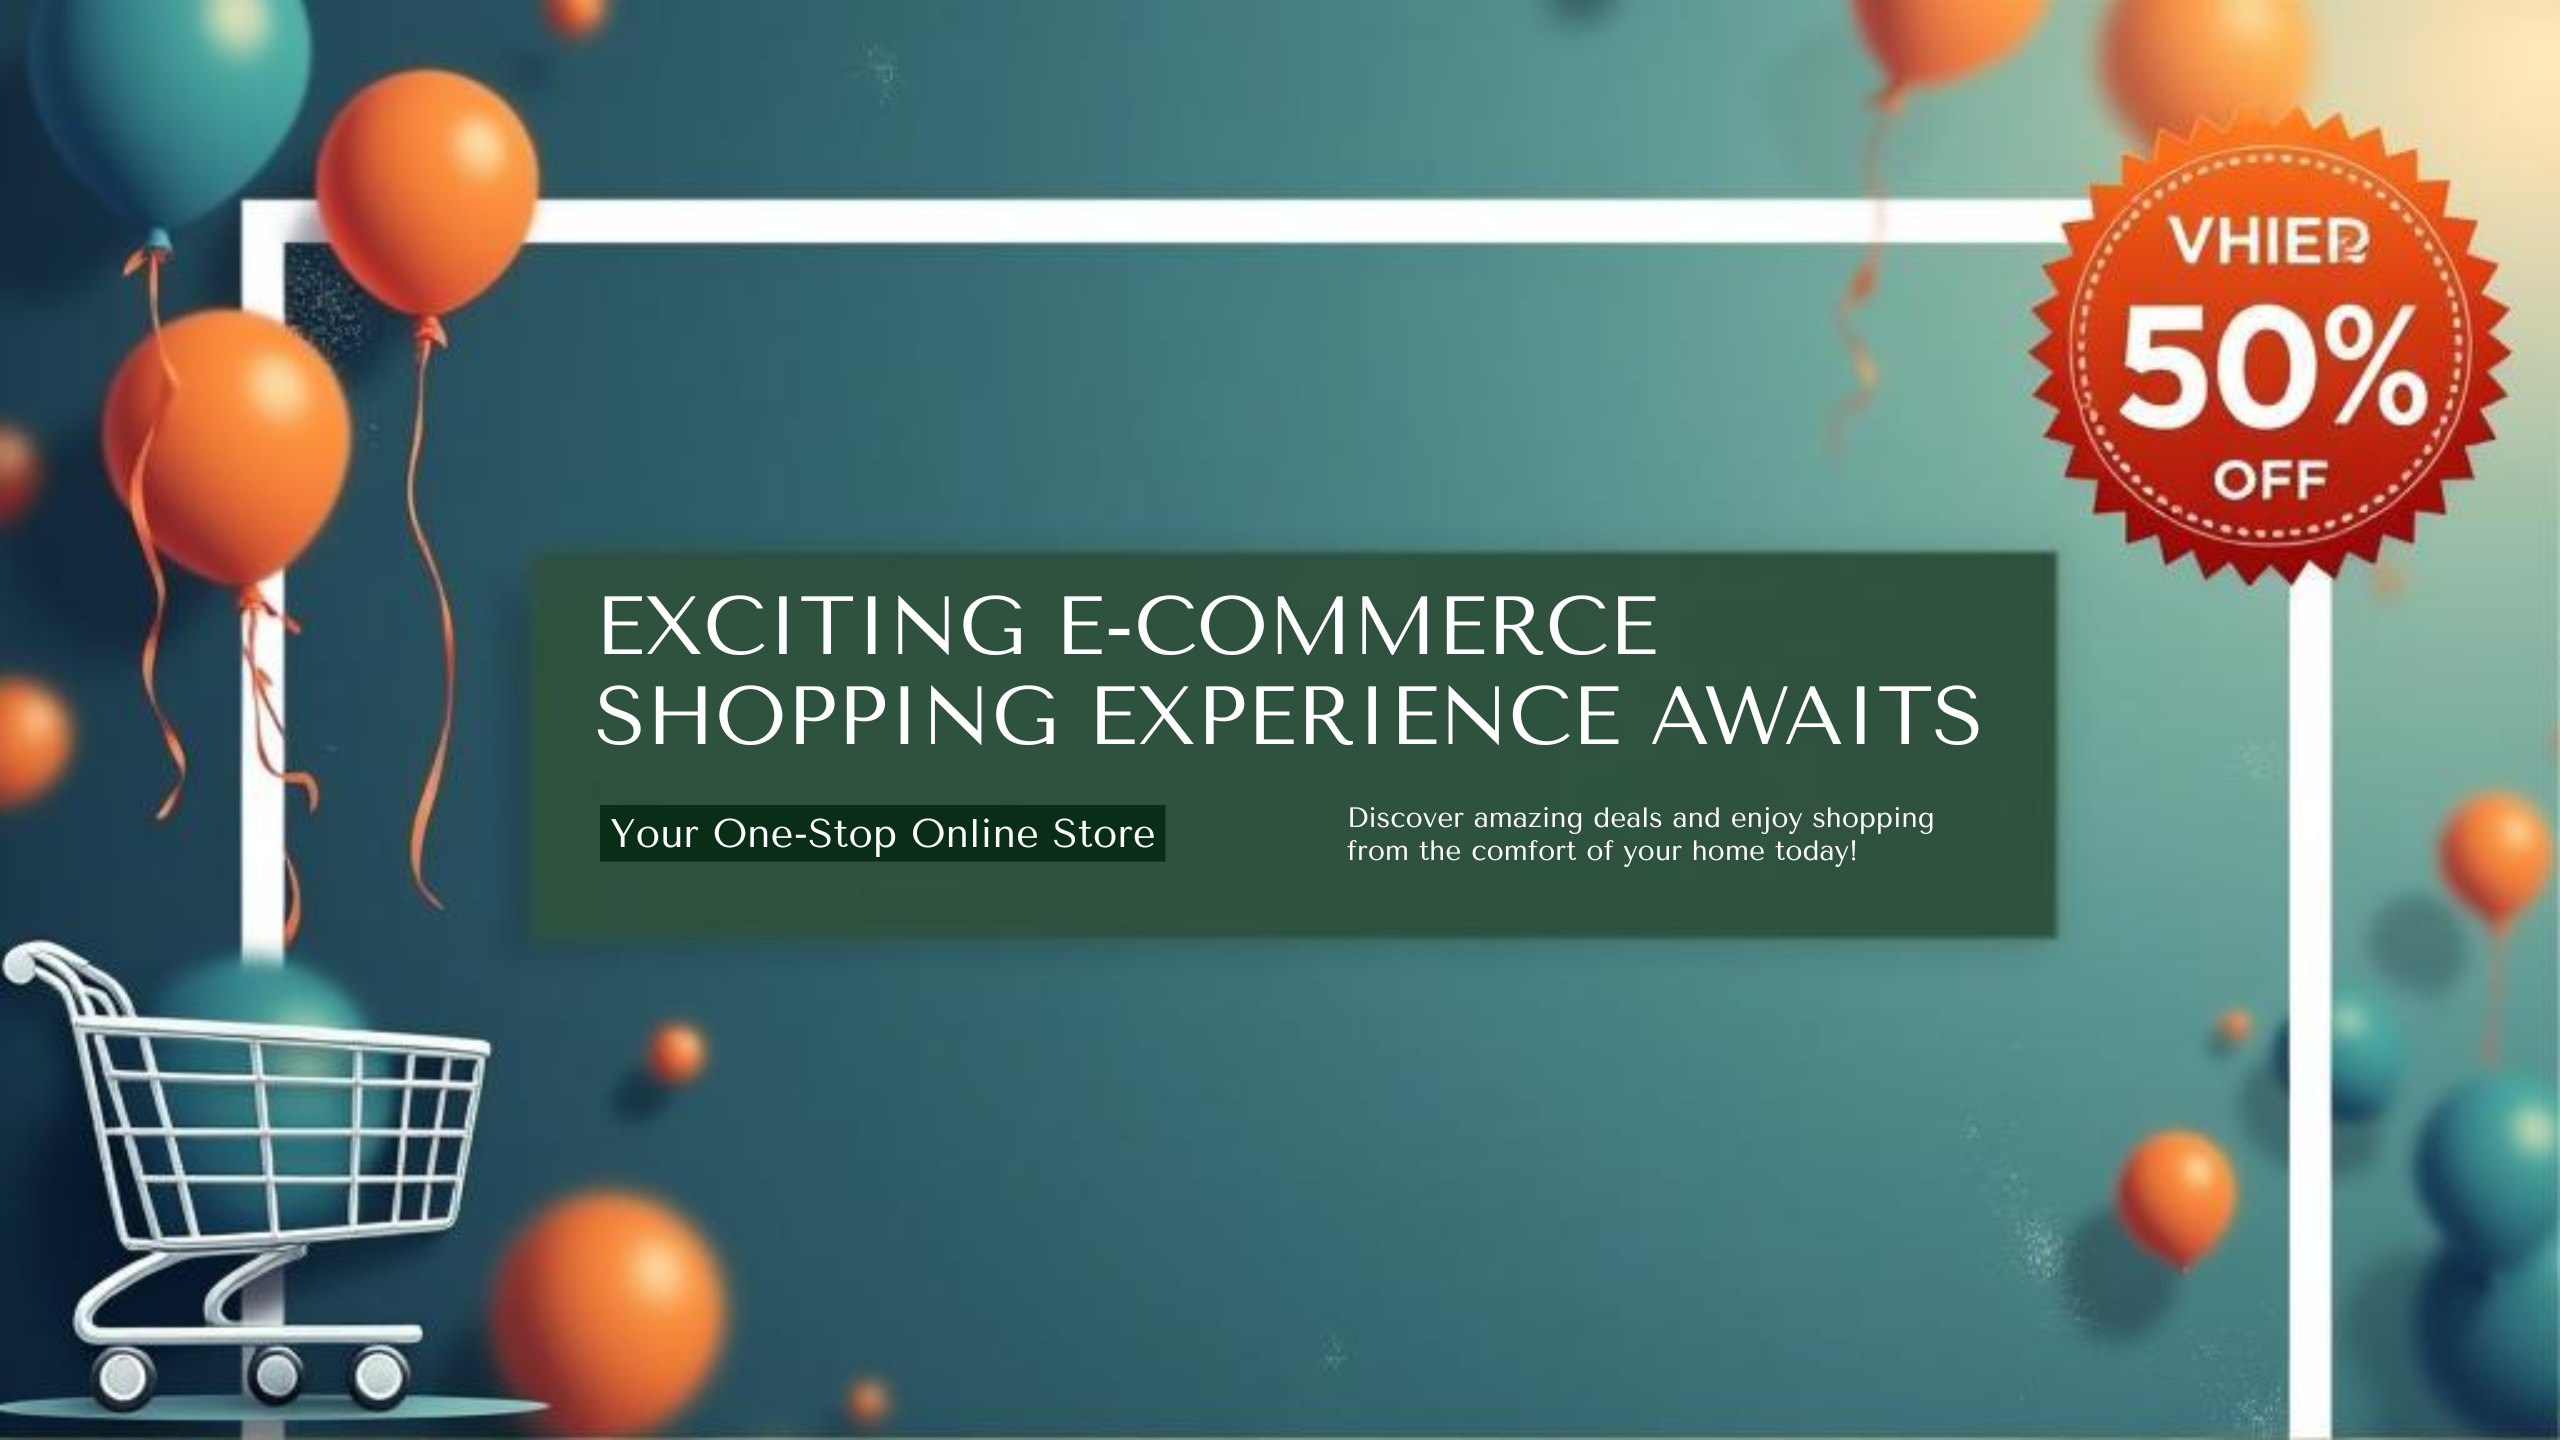 VHIER
50%
OFF
EXCITING E-COMMERCE
SHOPPING EXPERIENCE AWAITS
Your One-Stop Online Store
Discover amazing deals and enjoy shopping
from the comfort of your home today!